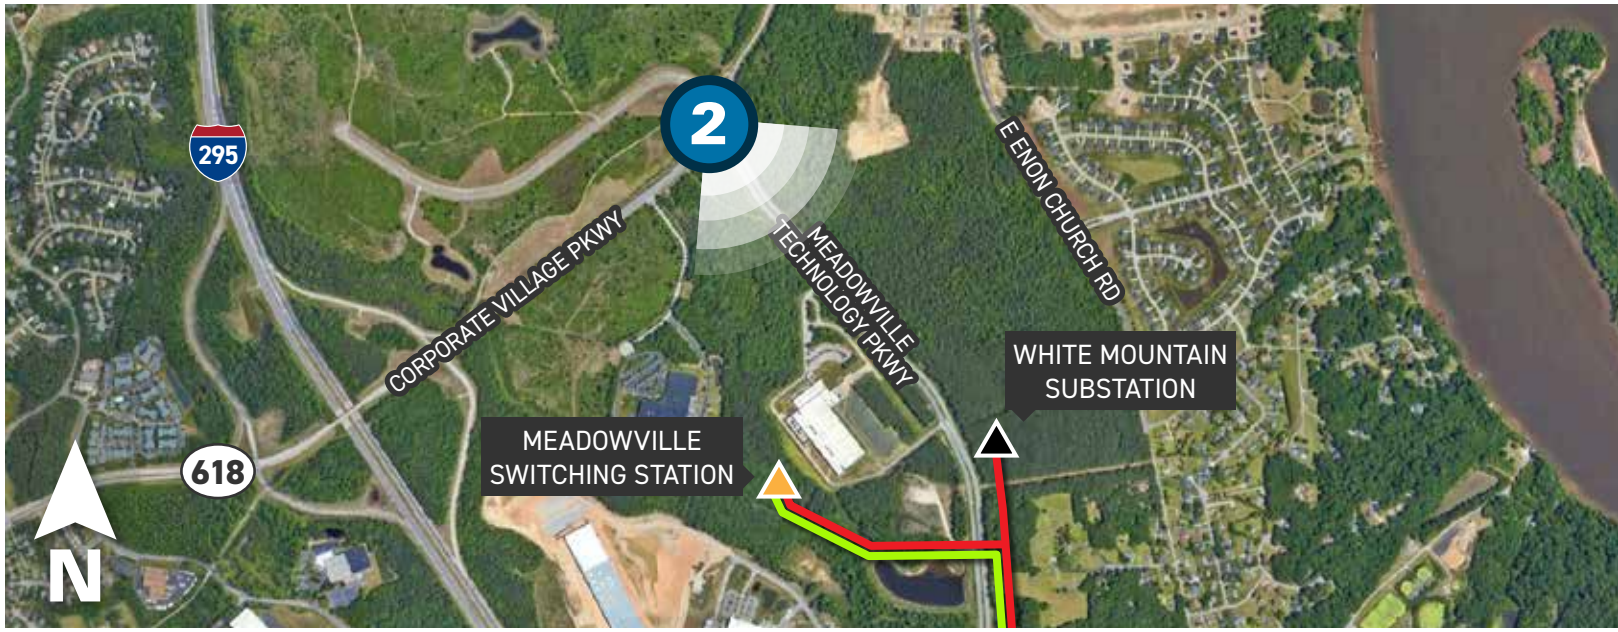 2
295
E ENON CHURCH RD
CORPORATE VILLAGE PKWY
MEADOWVILLE
TECHNOLOGY PKWY
WHITE MOUNTAIN
SUBSTATION
MEADOWVILLE
SWITCHING STATION
618
N